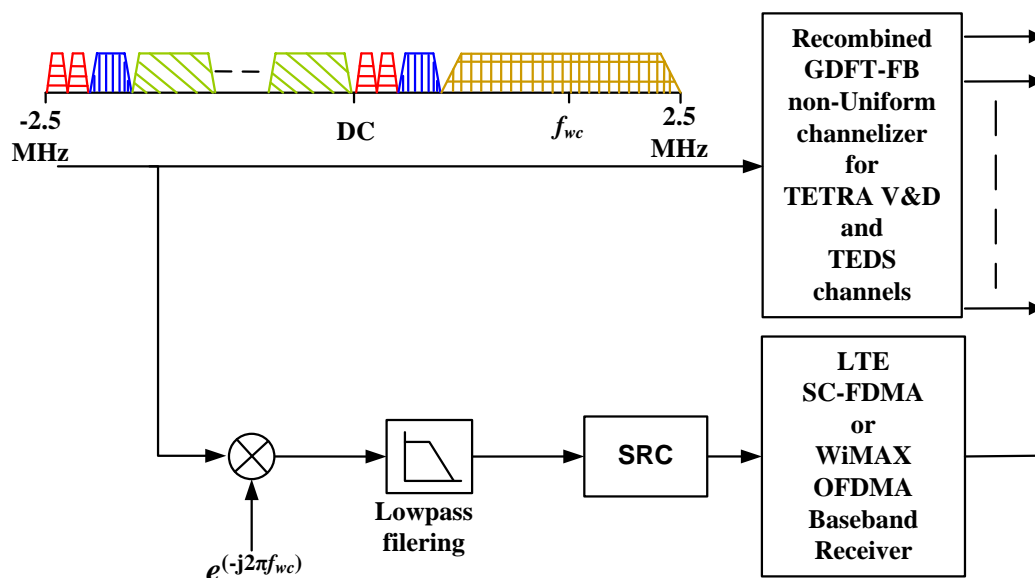 Recombined
GDFT-FB
non-Uniform
channelizer
for
TETRA V&D
and
TEDS
channels
-2.5
MHz
DC
f_wc
2.5
MHz
LTE
SC-FDMA
or
WiMAX
OFDMA
Baseband
Receiver
SRC
Lowpass
filering
e^(-j2πf_wc)